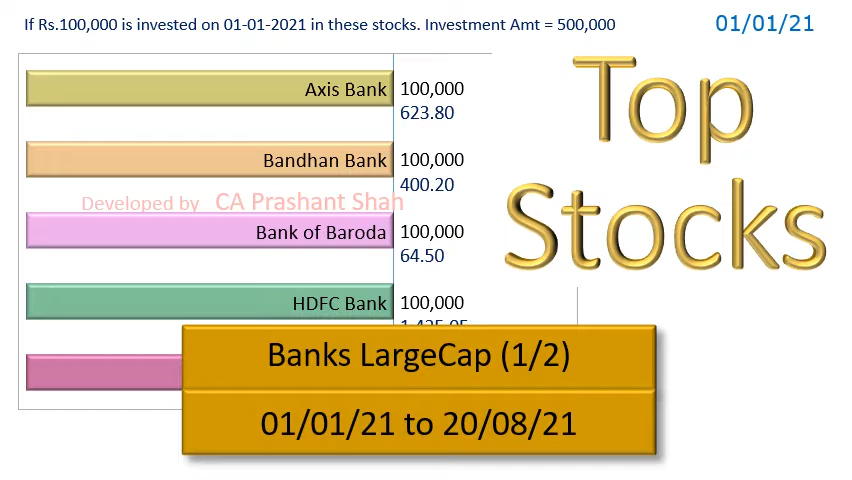 If Rs.100,000 is invested on 01-01-2021 in these stocks. Investment Amt = 500,000
01/01/21
Top
Stocks
Axis Bank 100,000
623.80
Bandhan Bank 100,000
400.20
Developed by CA Prashant Shah
Bank of Baroda 100,000
64.50
HDFC Bank 100,000
Banks LargeCap (1/2)
01/01/21 to 20/08/21